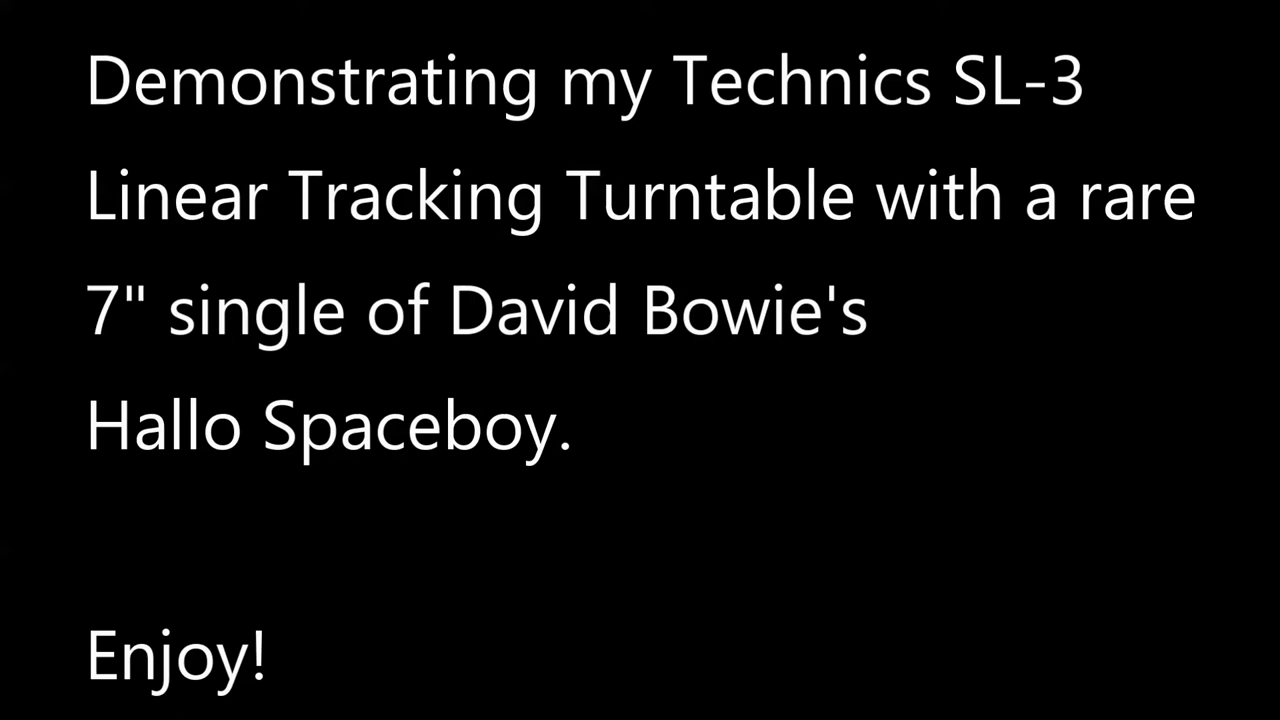 Demonstrating my Technics SL-3
Linear Tracking Turntable with a rare
7" single of David Bowie's
Hallo Spaceboy.
Enjoy!